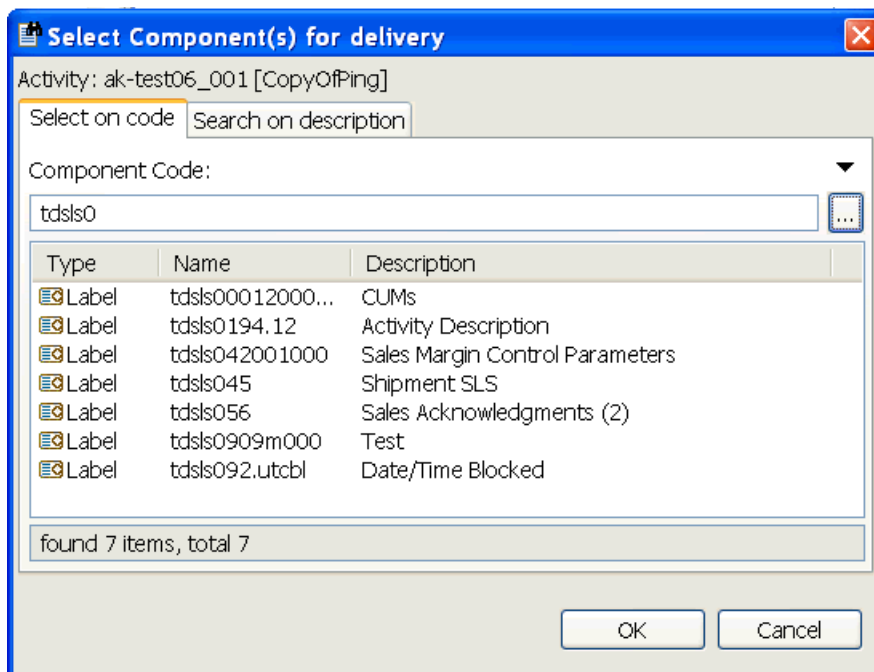 Select Component(s) for delivery
Activity: ak-test06_001 [CopyOfPing]
Select on code Search on description
Component Code:
tdsls0
...
Type Name Description
Label tdsls00012000... CUMs
Label tdsls0194.12 Activity Description
Label tdsls042001000 Sales Margin Control Parameters
Label tdsls045 Shipment SLS
Label tdsls056 Sales Acknowledgments (2)
Label tdsls0909m000 Test
Label tdsls092.utcbl Date/Time Blocked
found 7 items, total 7
OK Cancel